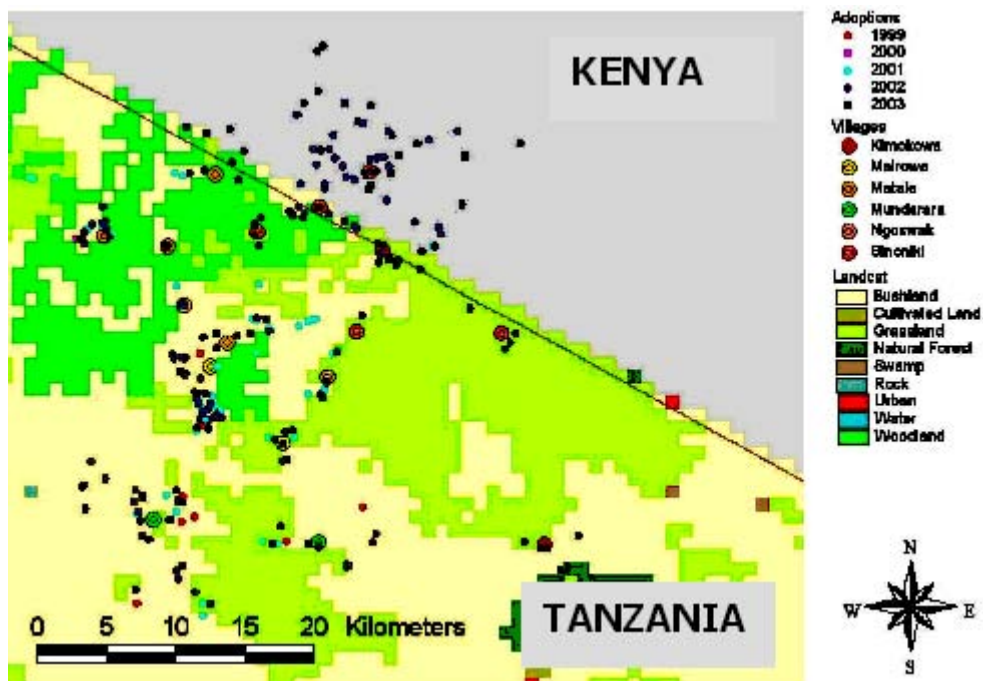 KENYA
TANZANIA
0 5 10 15 20 Kilometers
Adoptions
1999
2000
2001
2002
2003
Villages
Kimokowa
Mairowa
Matale
Munderara
Ngoswak
Sinoniki
Landcat
Bushland
Cultivated Land
Grassland
Natural Forest
Swamp
Rock
Urban
Water
Woodland
N
W E
S